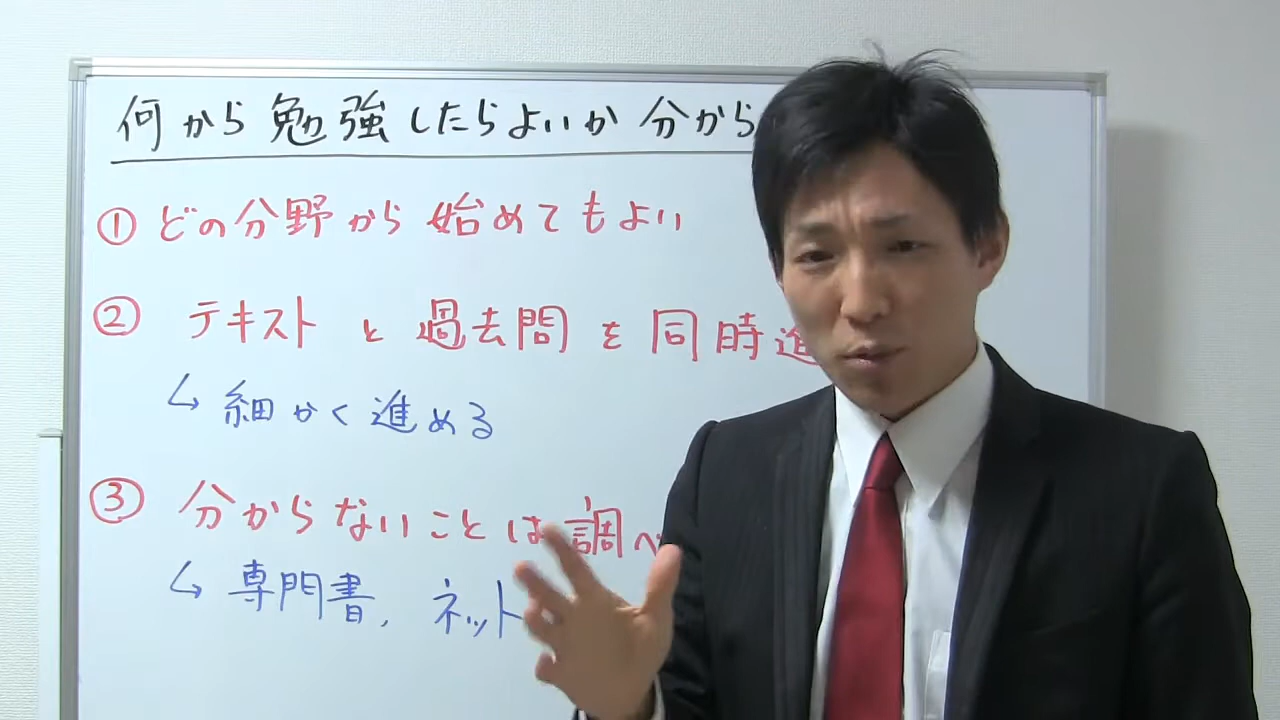 何から勉強したらよいか分から
① どの分野から始めてもよい
② テキストと過去問を同時進
↳ 細かく進める
③ 分からないことは調べ
↳ 専門書, ネット